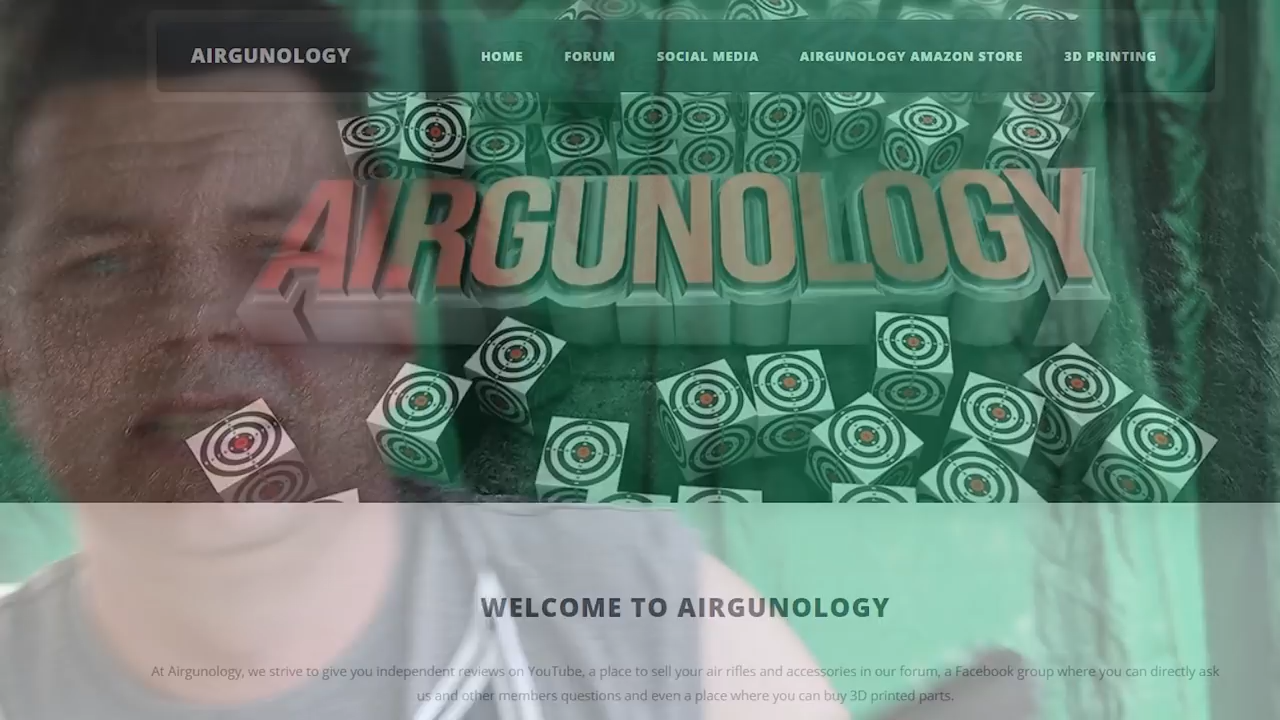 AIRGUNOLOGY HOME FORUM SOCIAL MEDIA AIRGUNOLOGY AMAZON STORE 3D PRINTING
AIRGUNOLOGY
WELCOME TO AIRGUNOLOGY
At Airgunology, we strive to give you independent reviews on YouTube, a place to sell your air rifles and accessories in our forum, a Facebook group where you can directly ask
us and other members questions and even a place where you can buy 3D printed parts.